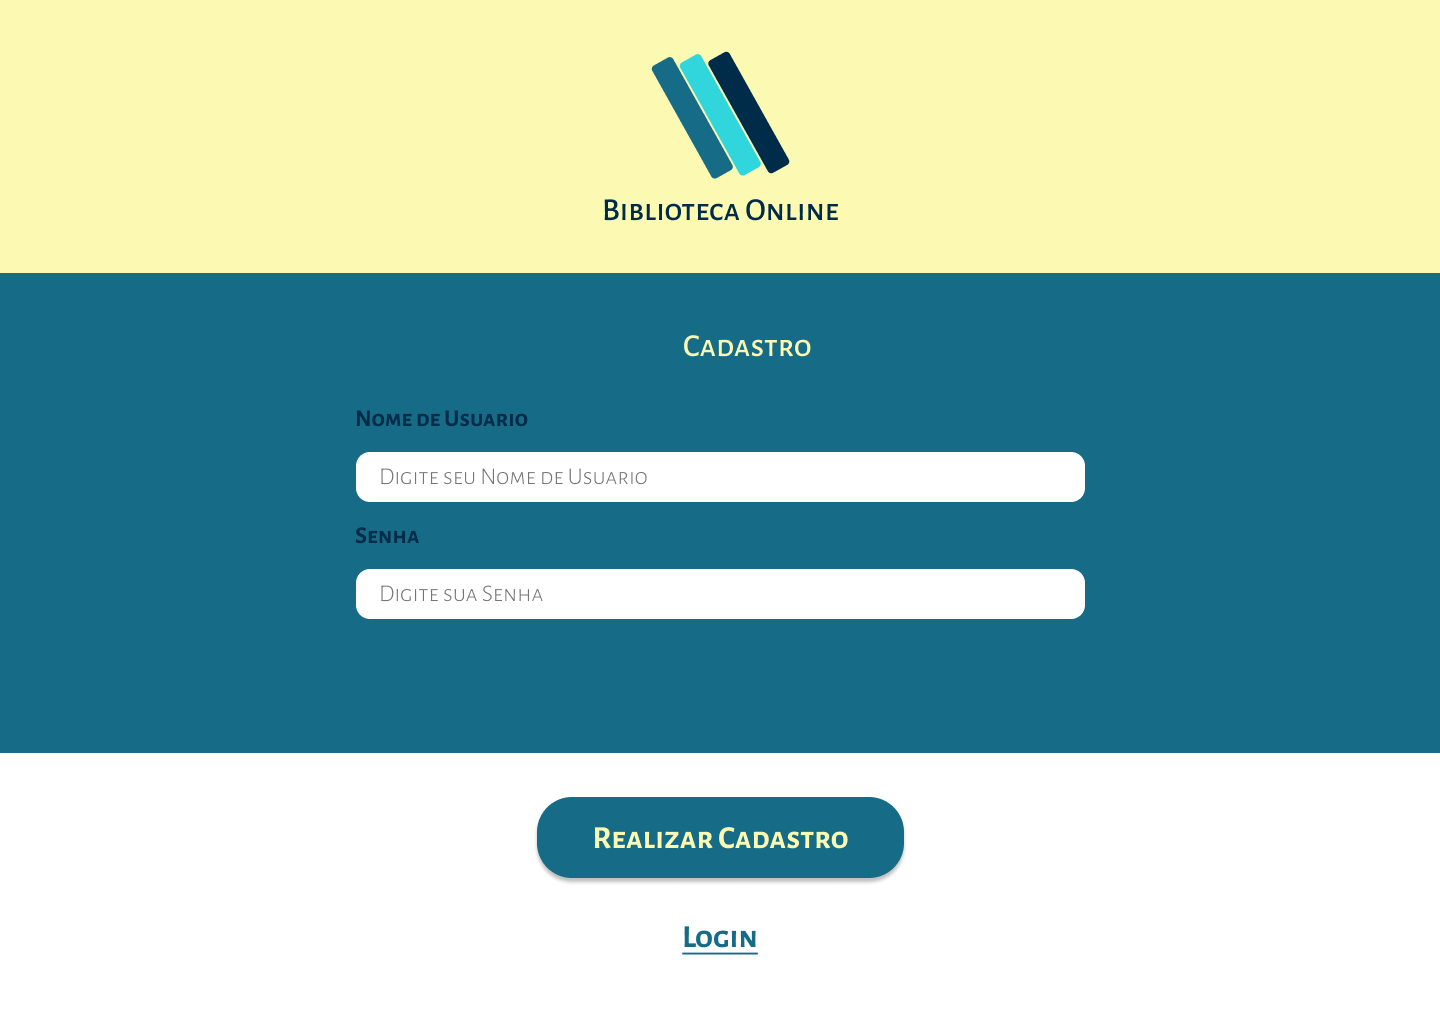 Biblioteca Online
Cadastro
Nome de Usuario
Digite seu Nome de Usuario
Senha
Digite sua Senha
Realizar Cadastro
Login